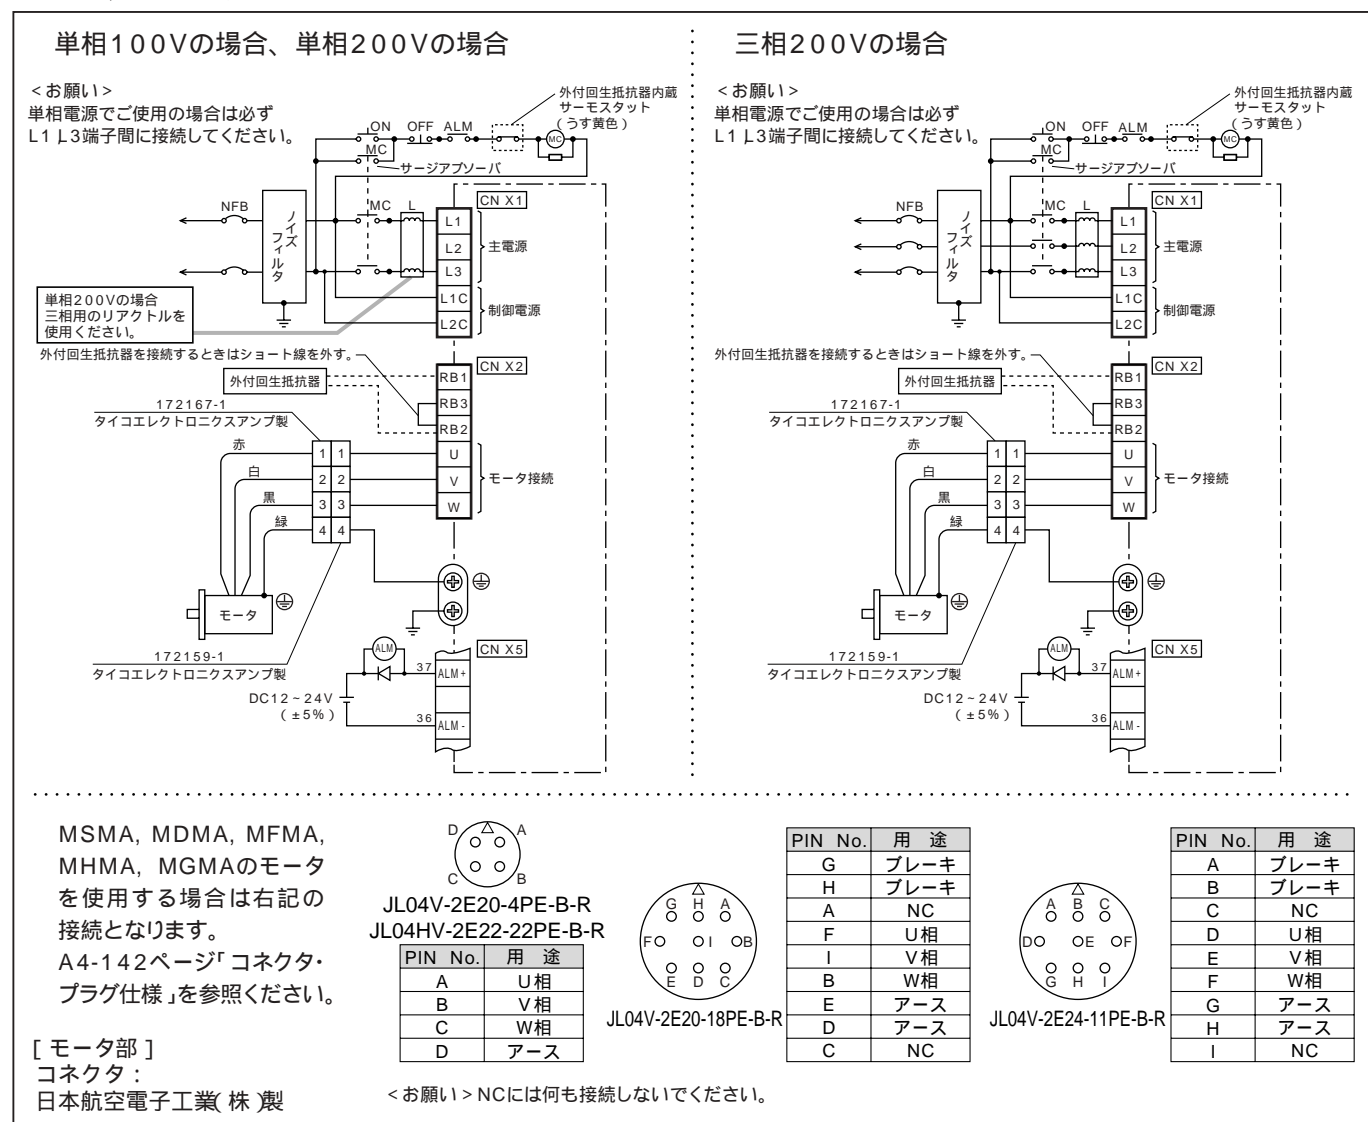 単相100Vの場合、単相200Vの場合
<お願い>
単相電源でご使用の場合は必ず
L1,L3端子間に接続してください。
外付回生抵抗器内蔵
サーモスタット
(うす黄色)
ON OFF ALM
MC
MC
サージアブソーバ
CN X1
NFB
ノイズ
フィルタ
MC L
L1
L2
L3
主電源
L1C
L2C
制御電源
単相200Vの場合
三相用のリアクトルを
使用ください。
外付回生抵抗器を接続するときはショート線を外す。
CN X2
外付回生抵抗器
RB1
RB3
RB2
172167-1
タイコエレクトロニクスアンプ製
赤 1 1 U
白 2 2 V
黒 3 3 W
緑 4 4
モータ接続
モータ
172159-1
タイコエレクトロニクスアンプ製
ALM
CN X5
37 ALM+
DC12~24V
(±5%)
36 ALM-
三相200Vの場合
<お願い>
単相電源でご使用の場合は必ず
L1,L3端子間に接続してください。
外付回生抵抗器内蔵
サーモスタット
(うす黄色)
ON OFF ALM
MC
MC
サージアブソーバ
CN X1
NFB
ノイズ
フィルタ
MC L
L1
L2
L3
主電源
L1C
L2C
制御電源
外付回生抵抗器を接続するときはショート線を外す。
CN X2
外付回生抵抗器
RB1
RB3
RB2
172167-1
タイコエレクトロニクスアンプ製
赤 1 1 U
白 2 2 V
黒 3 3 W
緑 4 4
モータ接続
モータ
172159-1
タイコエレクトロニクスアンプ製
ALM
CN X5
37 ALM+
DC12~24V
(±5%)
36 ALM-
MSMA, MDMA, MFMA,
MHMA, MGMAのモータ
を使用する場合は右記の
接続となります。
A4-142ページ「コネクタ・
プラグ仕様」を参照ください。
[モータ部]
コネクタ:
日本航空電子工業(株)製
D A
C B
JL04V-2E20-4PE-B-R
JL04HV-2E22-22PE-B-R
PIN No. 用 途
A U相
B V相
C W相
D アース
G H A
F I B
E D C
JL04V-2E20-18PE-B-R
PIN No. 用 途
G ブレーキ
H ブレーキ
A NC
F U相
I V相
B W相
E アース
D アース
C NC
A B C
D E F
G H I
JL04V-2E24-11PE-B-R
PIN No. 用 途
A ブレーキ
B ブレーキ
C NC
D U相
E V相
F W相
G アース
H アース
I NC
<お願い>NCには何も接続しないでください。